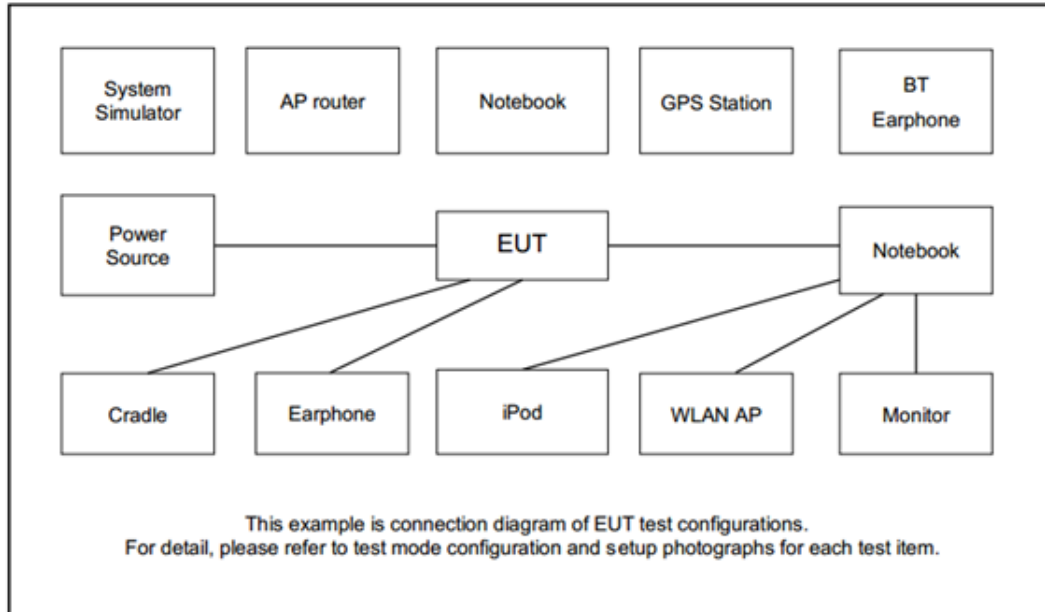 System
Simulator
AP router
Notebook
GPS Station
BT
Earphone
Power
Source
EUT
Notebook
Cradle
Earphone
iPod
WLAN AP
Monitor
This example is connection diagram of EUT test configurations.
For detail, please refer to test mode configuration and setup photographs for each test item.